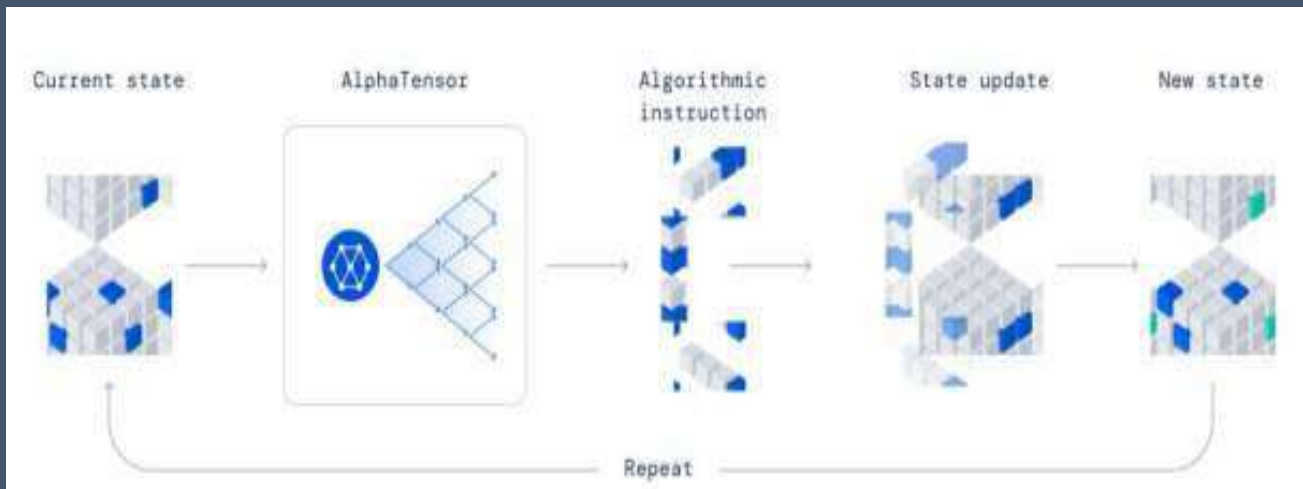 Current state
AlphaTensor
Algorithmic
instruction
State update
New state
Repeat